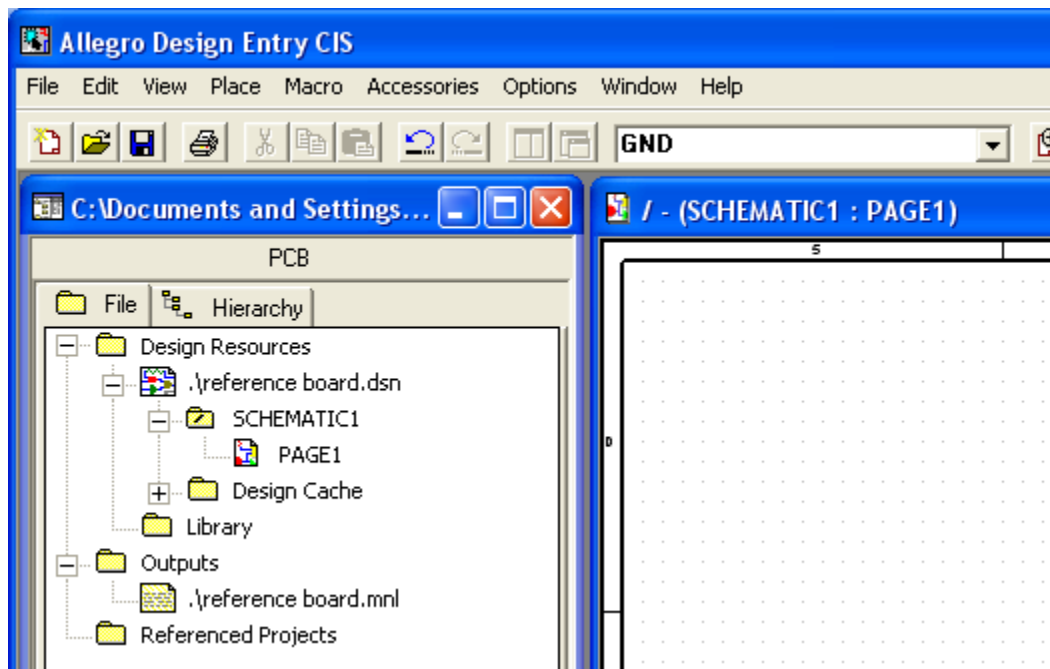 Allegro Design Entry CIS
File Edit View Place Macro Accessories Options Window Help
GND
C:\Documents and Settings...
PCB
File Hierarchy
Design Resources
.\reference board.dsn
SCHEMATIC1
PAGE1
Design Cache
Library
Outputs
.\reference board.mnl
Referenced Projects
/ - (SCHEMATIC1 : PAGE1)
5
D